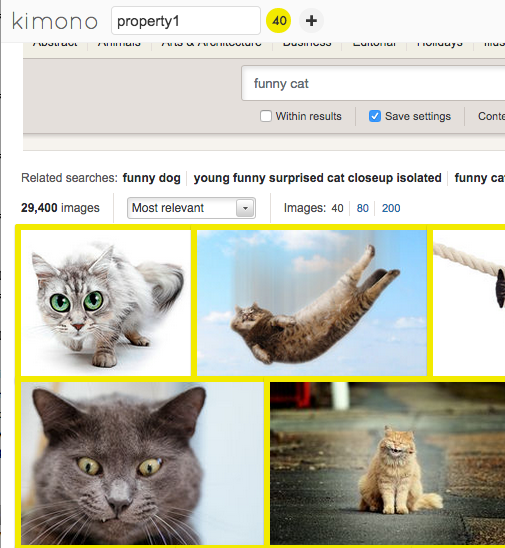 kimono property1 40 +
Abstract Animals Arts & Architecture Business Editorial Holidays
funny cat
Within results Save settings Conte
Related searches: funny dog young funny surprised cat closeup isolated funny ca
29,400 images Most relevant Images: 40 80 200